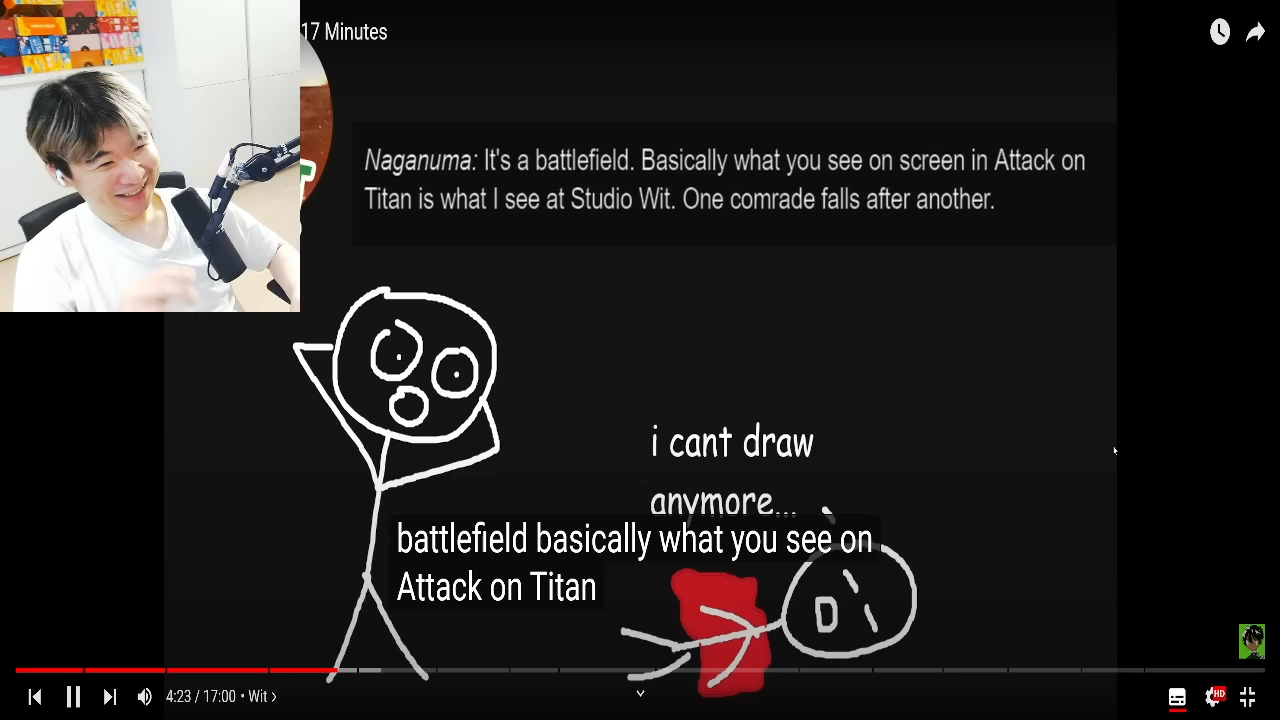 17 Minutes
Naganuma: It's a battlefield. Basically what you see on screen in Attack on
Titan is what I see at Studio Wit. One comrade falls after another.
i cant draw
anymore...
battlefield basically what you see on
Attack on Titan
4:23 / 17:00 • Wit ›
HD